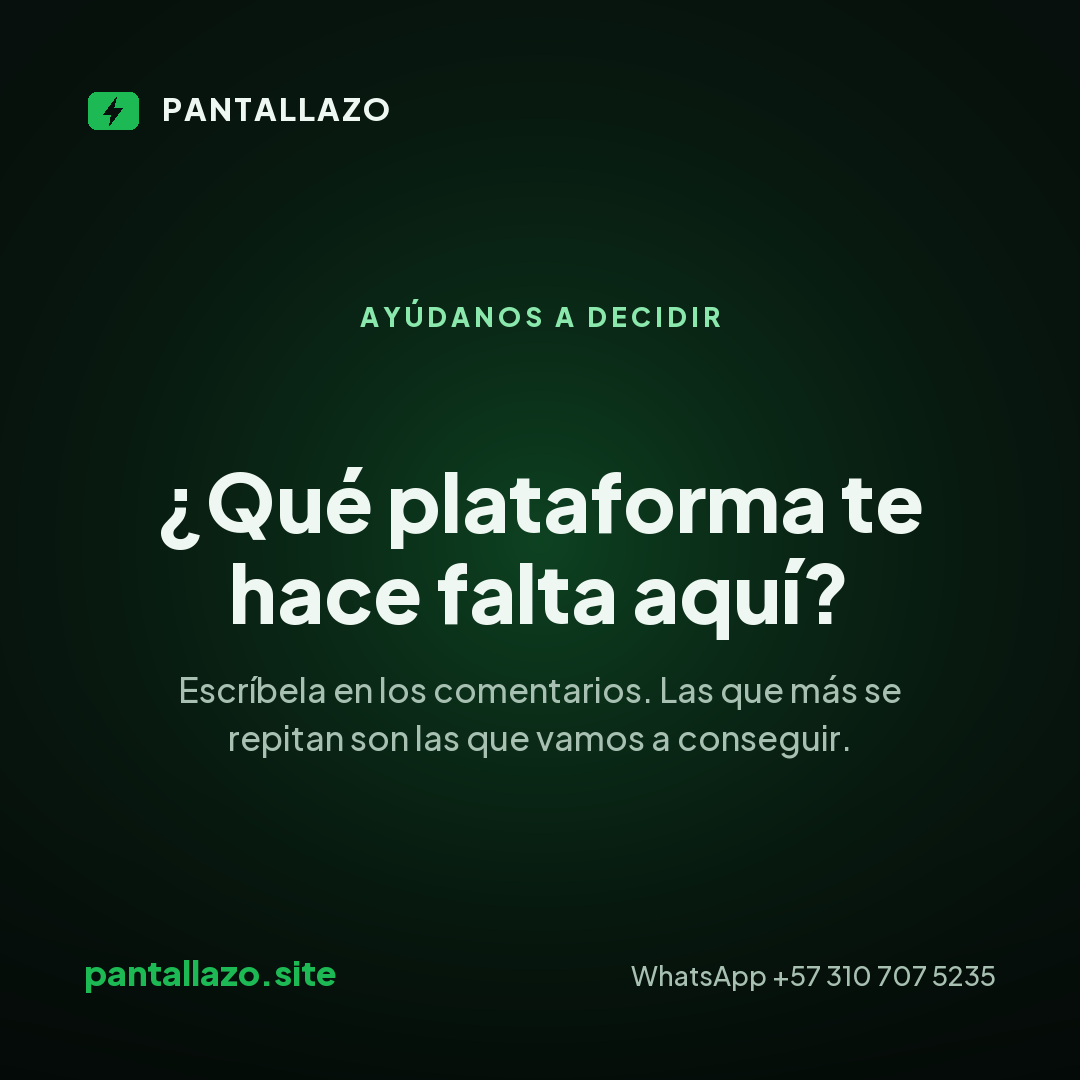 PANTALLAZO
AYÚDANOS A DECIDIR
¿Qué plataforma te
hace falta aquí?
Escríbela en los comentarios. Las que más se
repitan son las que vamos a conseguir.
pantallazo.site
WhatsApp +57 310 707 5235